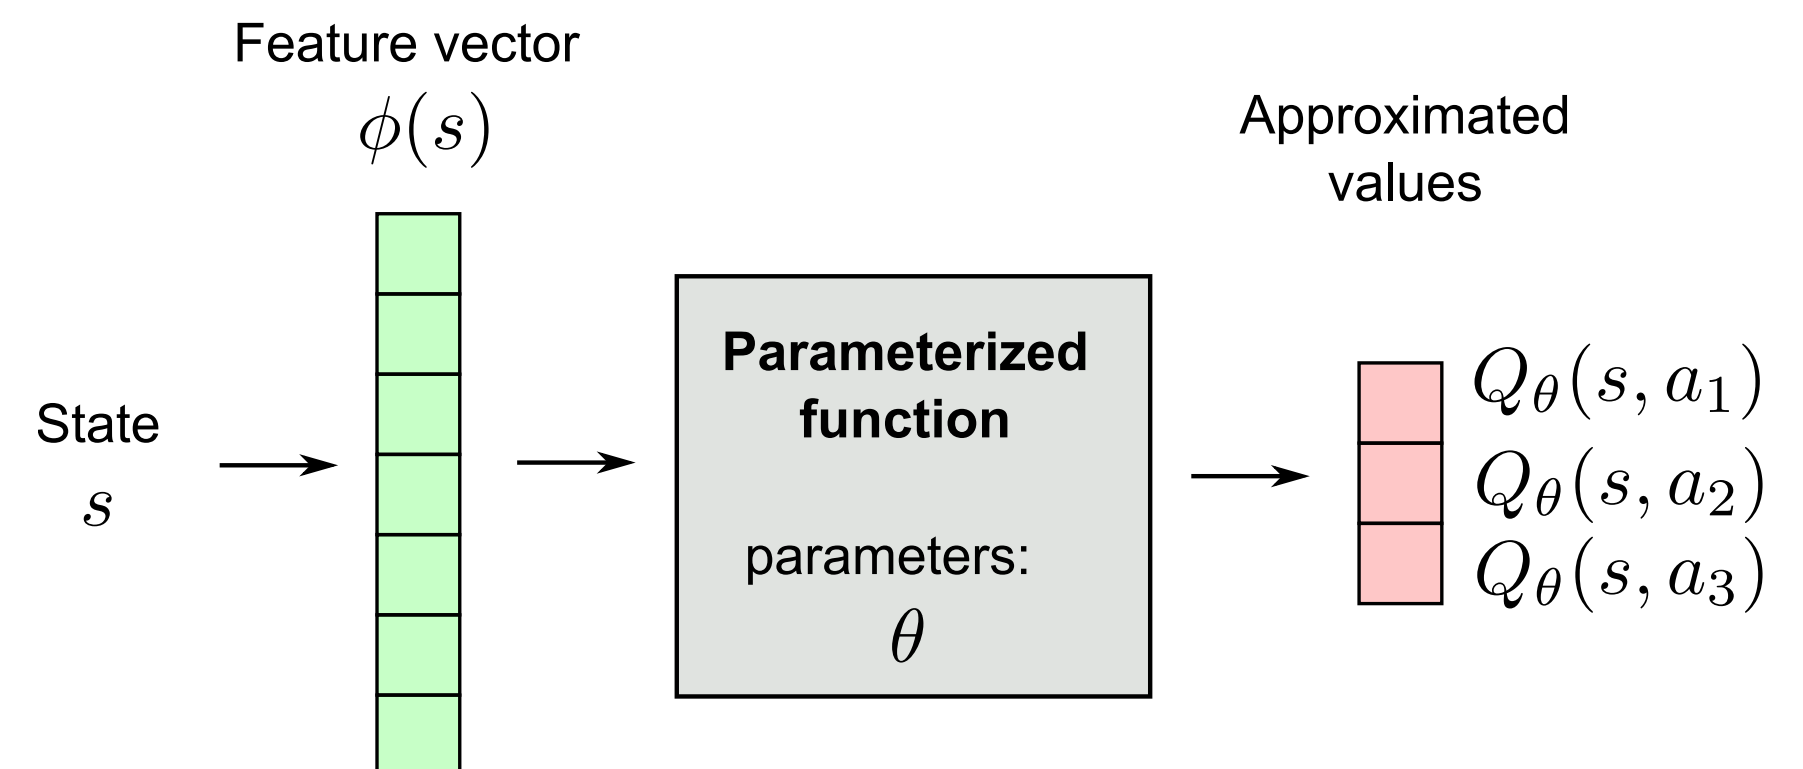 Feature vector
ϕ(s)
State
s
Parameterized
function
parameters:
θ
Approximated
values
Q_θ(s, a_1)
Q_θ(s, a_2)
Q_θ(s, a_3)